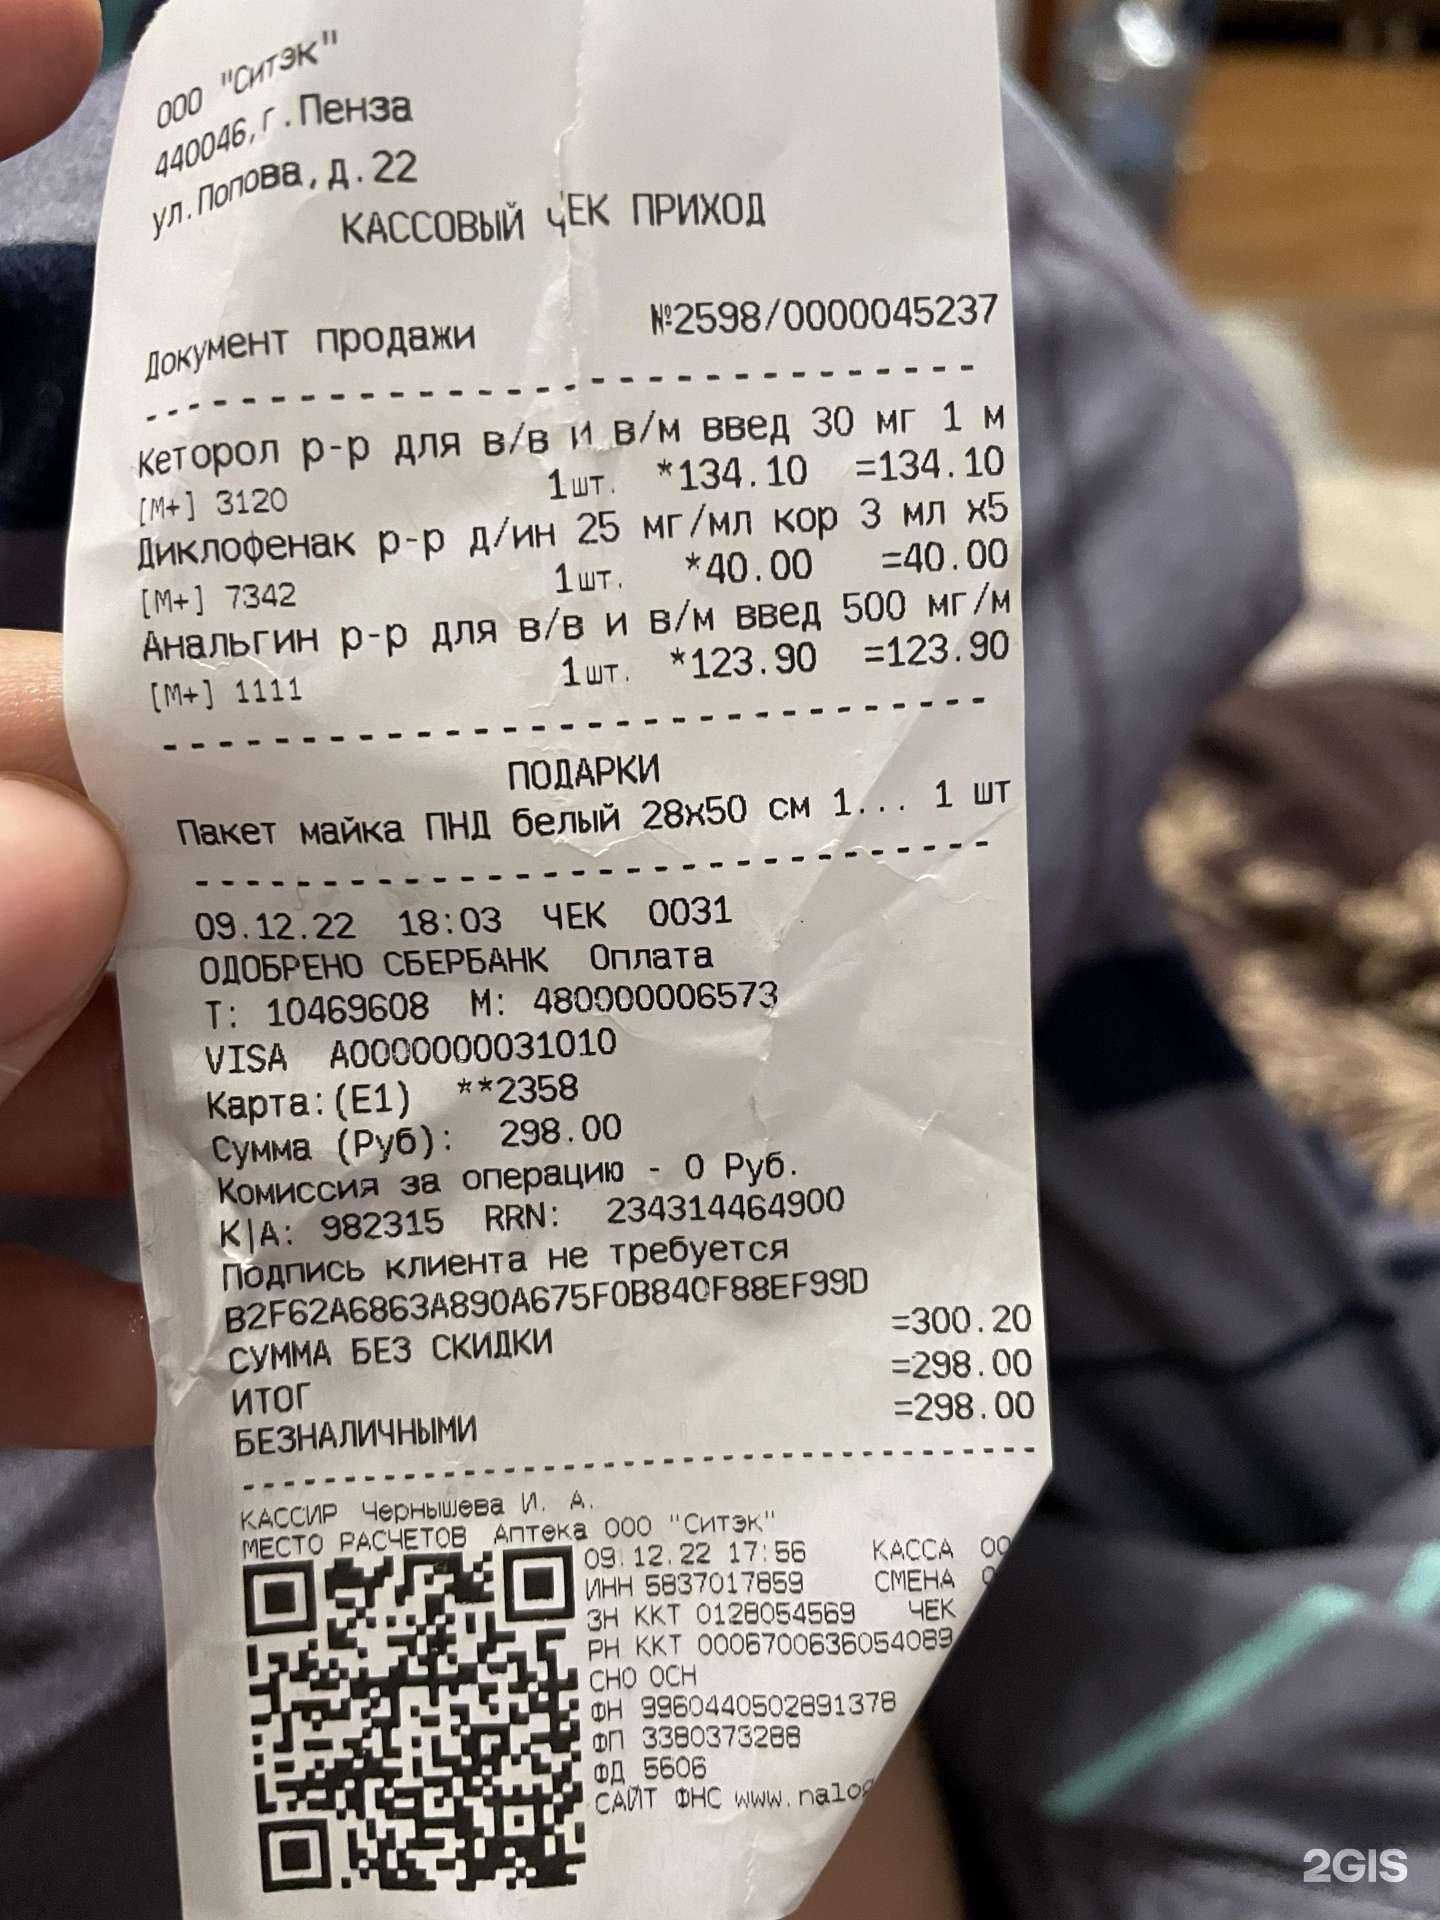 ООО "Ситэк"
440046,г.Пенза
ул.Попова,д.22
КАССОВЫЙ ЧЕК ПРИХОД
Документ продажи №2598/0000045237
Кеторол р-р для в/в и в/м введ 30 мг 1 м
[М+] 3120 1шт. *134.10 =134.10
Диклофенак р-р д/ин 25 мг/мл кор 3 мл x5
[М+] 7342 1шт. *40.00 =40.00
Анальгин р-р для в/в и в/м введ 500 мг/м
[М+] 1111 1шт. *123.90 =123.90
ПОДАРКИ
Пакет майка ПНД белый 28х50 см 1... 1 шт
09.12.22 18:03 ЧЕК 0031
ОДОБРЕНО СБЕРБАНК Оплата
Т: 10469608 М: 480000006573
VISA A0000000031010
Карта:(E1) **2358
Сумма (Руб): 298.00
Комиссия за операцию - 0 Руб.
К|А: 982315 RRN: 234314464900
Подпись клиента не требуется
B2F62A6863A890A675F0B840F88EF99D
СУММА БЕЗ СКИДКИ =300.20
ИТОГ =298.00
БЕЗНАЛИЧНЫМИ =298.00
КАССИР Чернышева И. А.
МЕСТО РАСЧЕТОВ Аптека ООО "Ситэк"
09.12.22 17:56 КАССА 00
ИНН 5837017859 СМЕНА
ЗН ККТ 0128054569 ЧЕК
РН ККТ 0006700636054089
СНО ОСН
ФН 9960440502891378
ФП 3380373288
ФД 5606
САЙТ ФНС www.nalog
2GIS